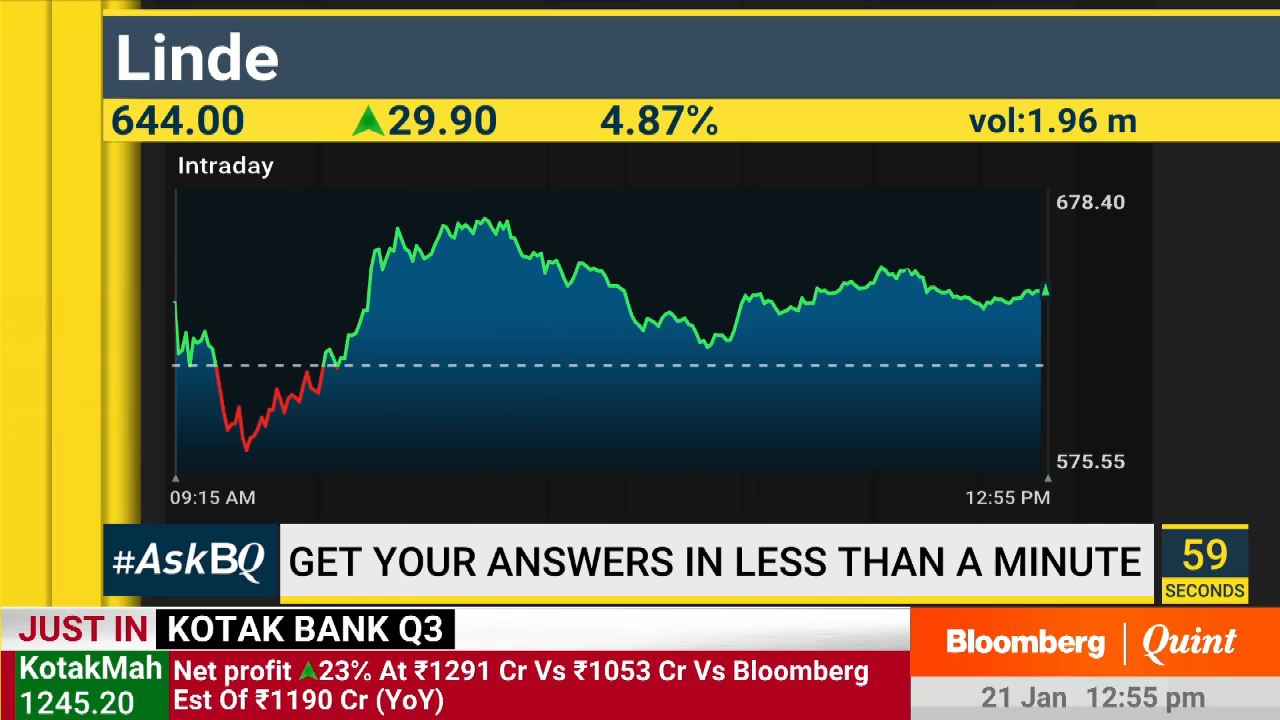 Linde
644.00 ▲29.90 4.87% vol:1.96 m
Intraday
678.40
575.55
09:15 AM 12:55 PM
#AskBQ GET YOUR ANSWERS IN LESS THAN A MINUTE
59
SECONDS
JUST IN KOTAK BANK Q3
KotakMah
1245.20
Net profit ▲23% At ₹1291 Cr Vs ₹1053 Cr Vs Bloomberg
Est Of ₹1190 Cr (YoY)
Bloomberg | Quint
21 Jan 12:55 pm